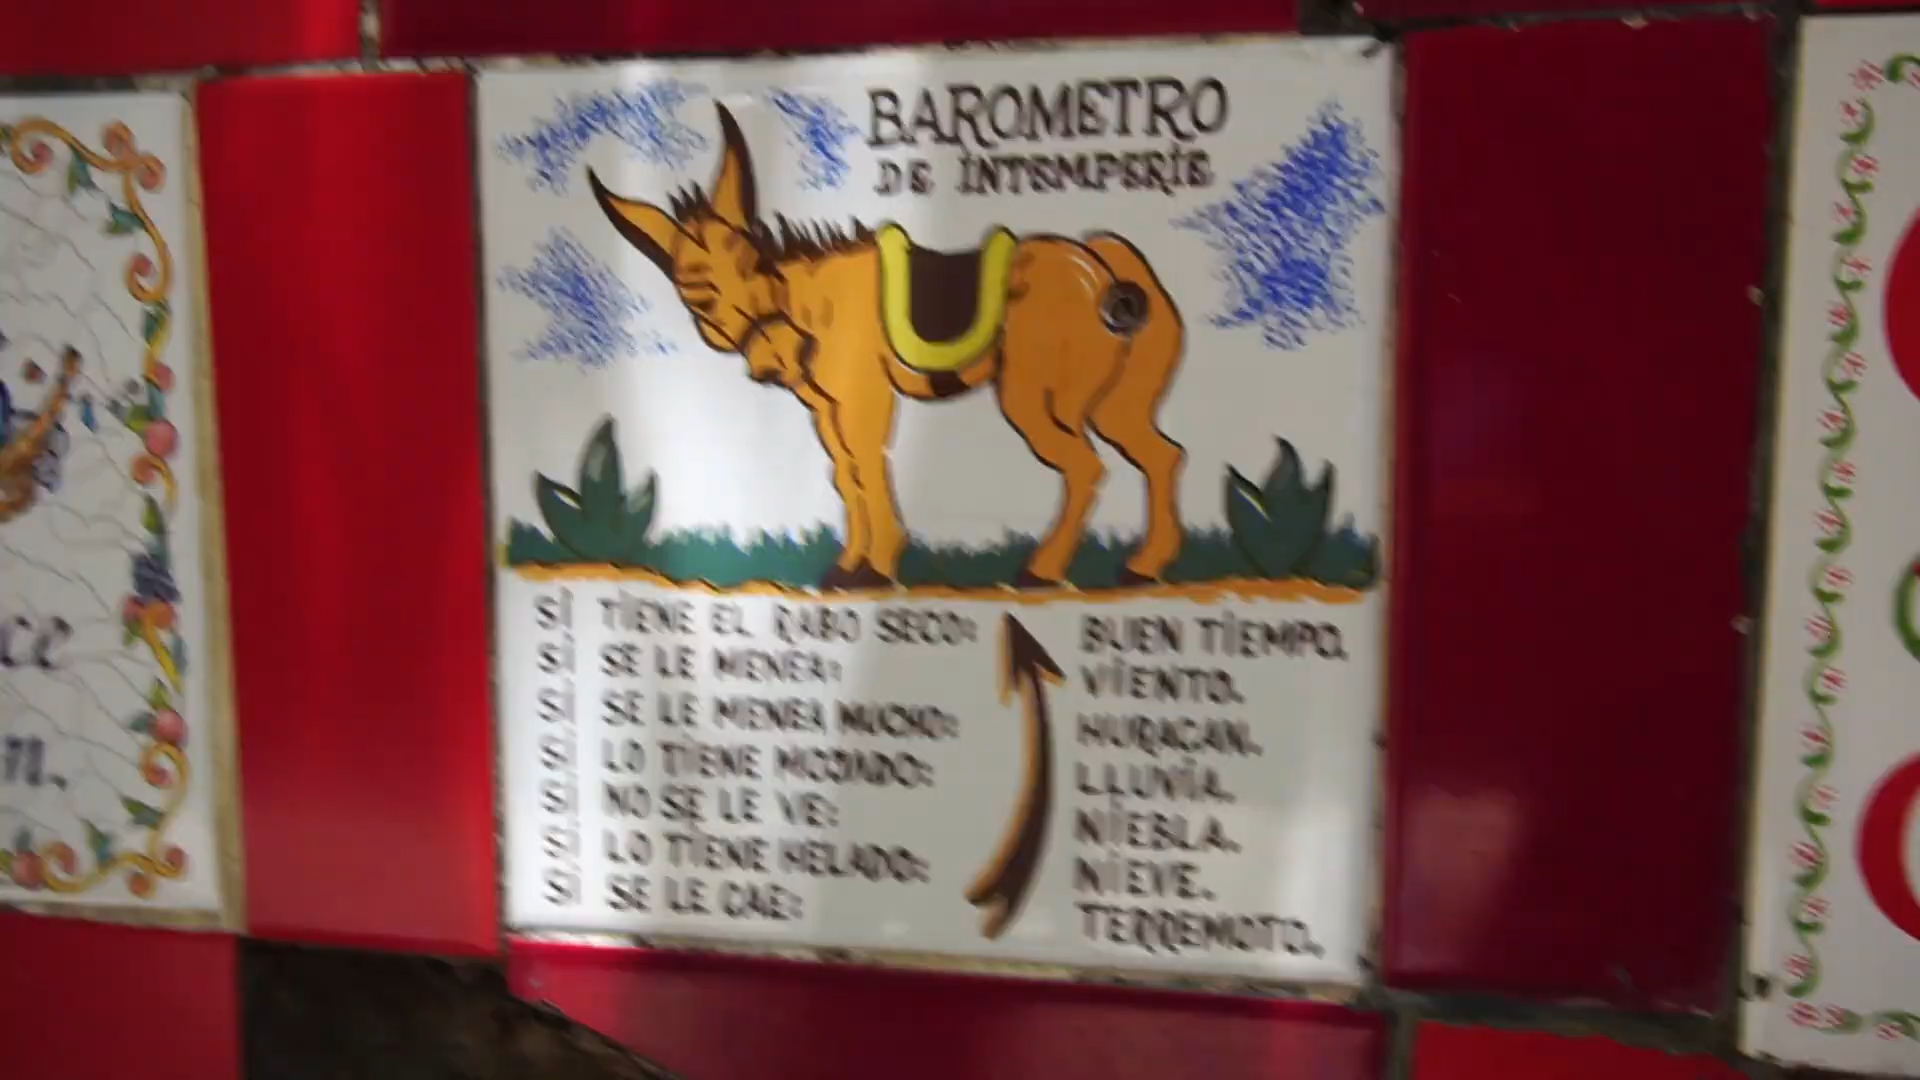 BAROMETRO
DE INTEMPERIE
SI TIENE EL RABO SECO: BUEN TIEMPO.
SI SE LE MENEA: VIENTO.
SI SE LE MENEA MUCHO: HURACAN.
SI LO TIENE MOJADO: LLUVIA.
SI NO SE LE VE: NIEBLA.
SI LO TIENE HELADO: NIEVE.
SI SE LE CAE: TERREMOTO.
ce
n.